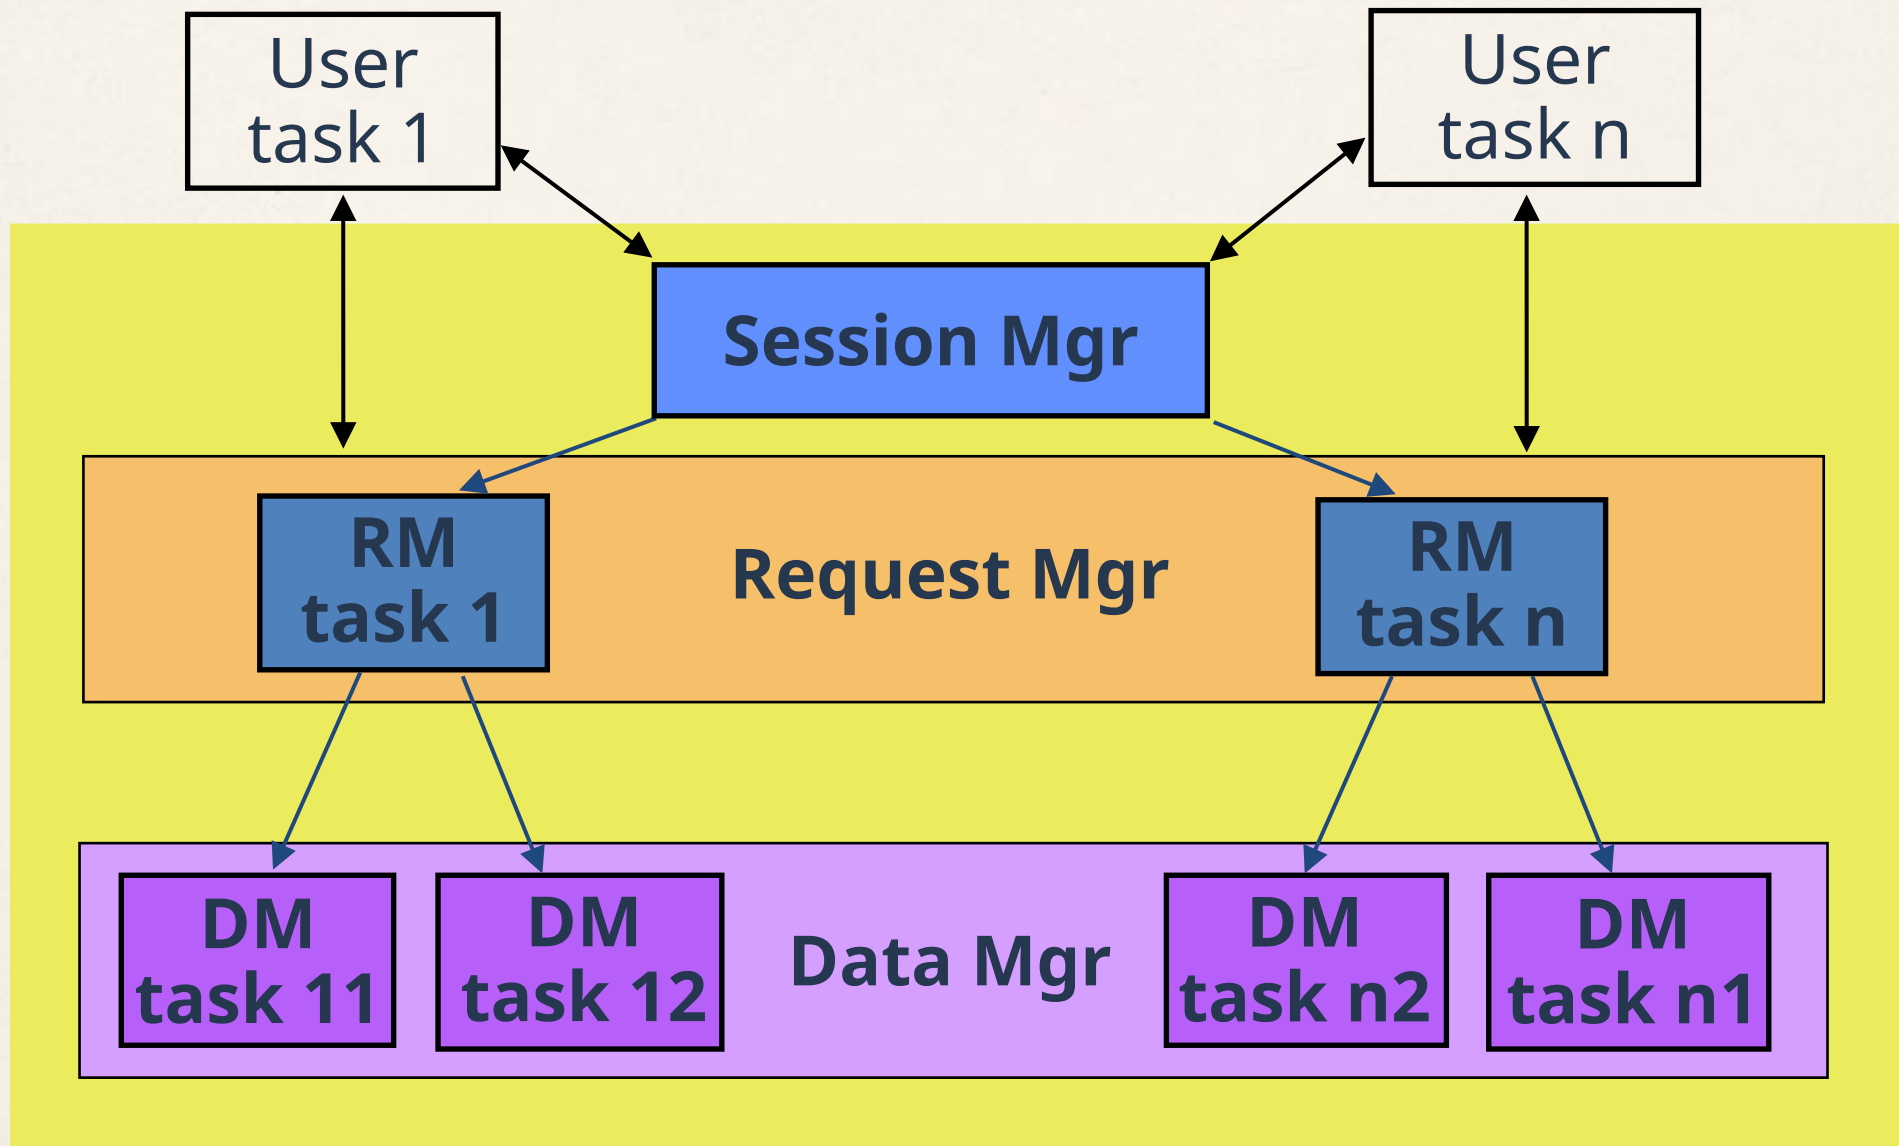 User
task 1
User
task n
Session Mgr
RM
task 1
Request Mgr
RM
task n
DM
task 11
DM
task 12
Data Mgr
DM
task n2
DM
task n1